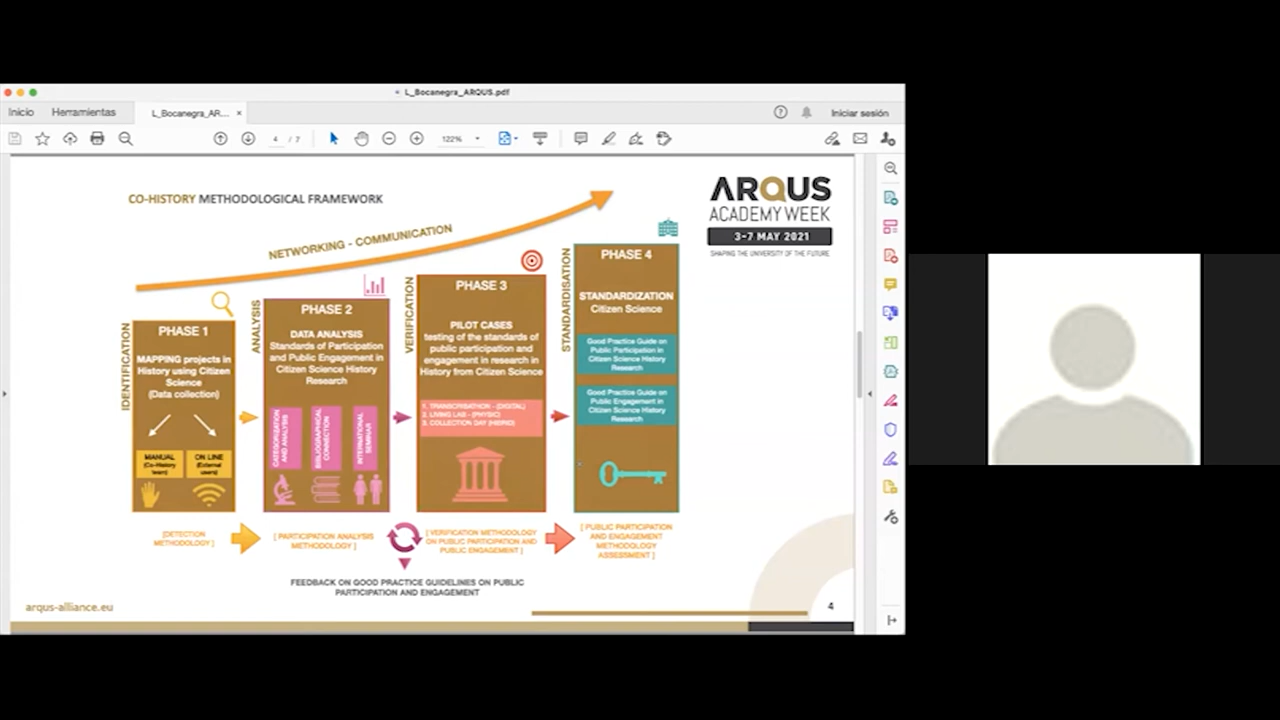 L_Bocanegra_ARQUS.pdf
Inicio
Herramientas
L_Bocanegra_AR...
×
Iniciar sesión
4 / 7
122%
CO-HISTORY METHODOLOGICAL FRAMEWORK
ARQUS
ACADEMY WEEK
3-7 MAY 2021
SHAPING THE UNIVERSITY OF THE FUTURE
NETWORKING - COMMUNICATION
IDENTIFICATION
PHASE 1
MAPPING projects in
History using Citizen
Science
(Data collection)
MANUAL
(Co-History
team)
ON LINE
(External
users)
ANALYSIS
PHASE 2
DATA ANALYSIS
Standards of Participation
and Public Engagement in
Citizen Science History
Research
CATEGORIZATION
AND ANALYSIS
BIBLIOGRAPHICAL
CONNECTION
INTERNATIONAL
SEMINAR
VERIFICATION
PHASE 3
PILOT CASES
testing of the standards of
public participation and
engagement in research in
History from Citizen Science
1. TRANSCRIBATHON - (DIGITAL)
2. LIVING LAB - (PHYSIC)
3. COLLECTION DAY (HIBRID)
STANDARDISATION
PHASE 4
STANDARDIZATION
Citizen Science
Good Practice Guide on
Public Participation in
Citizen Science History
Research
Good Practice Guide on
Public Engagement in
Citizen Science History
Research
[DETECTION
METHODOLOGY ]
[ PARTICIPATION ANALYSIS
METHODOLOGY ]
[ VERIFICATION METHODOLOGY
ON PUBLIC PARTICIPATION AND
PUBLIC ENGAGEMENT ]
[ PUBLIC PARTICIPATION
AND ENGAGEMENT
METHODOLOGY
ASSESSMENT ]
FEEDBACK ON GOOD PRACTICE GUIDELINES ON PUBLIC
PARTICIPATION AND ENGAGEMENT
arqus-alliance.eu
4